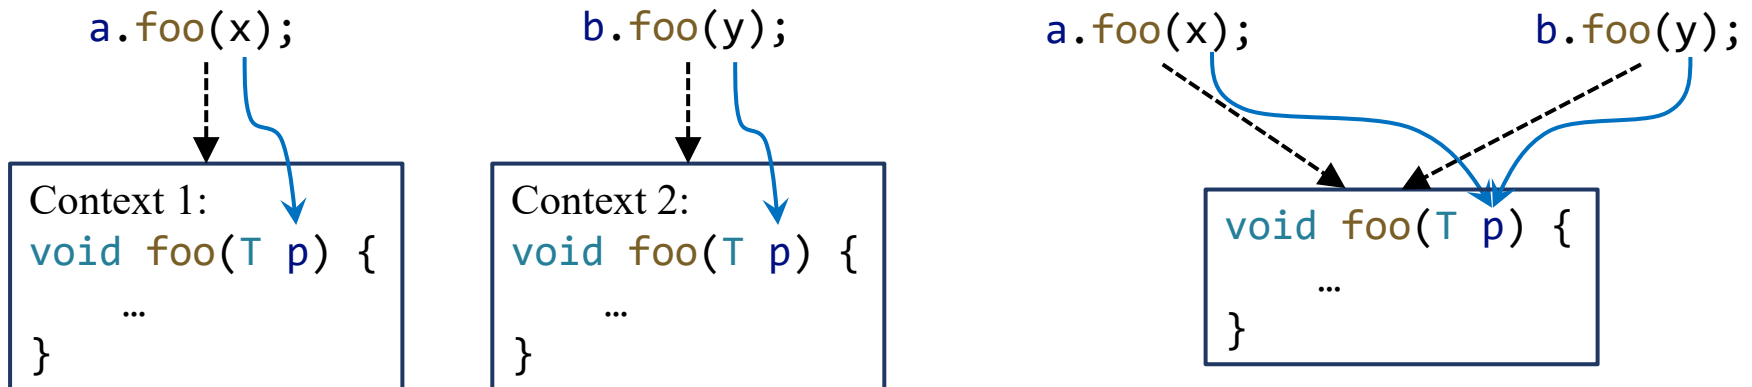 a.foo(x);
b.foo(y);
a.foo(x);
b.foo(y);
Context 1:
void foo(T p) {
…
}
Context 2:
void foo(T p) {
…
}
void foo(T p) {
…
}